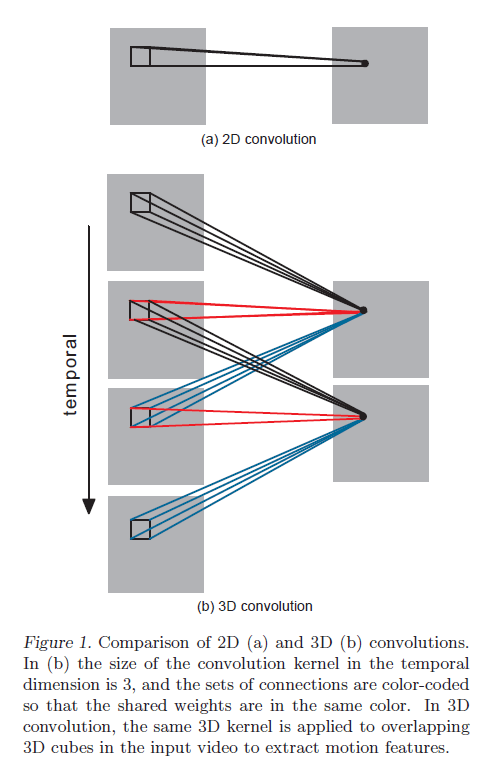 (a) 2D convolution
temporal
(b) 3D convolution
Figure 1. Comparison of 2D (a) and 3D (b) convolutions.
In (b) the size of the convolution kernel in the temporal
dimension is 3, and the sets of connections are color-coded
so that the shared weights are in the same color. In 3D
convolution, the same 3D kernel is applied to overlapping
3D cubes in the input video to extract motion features.